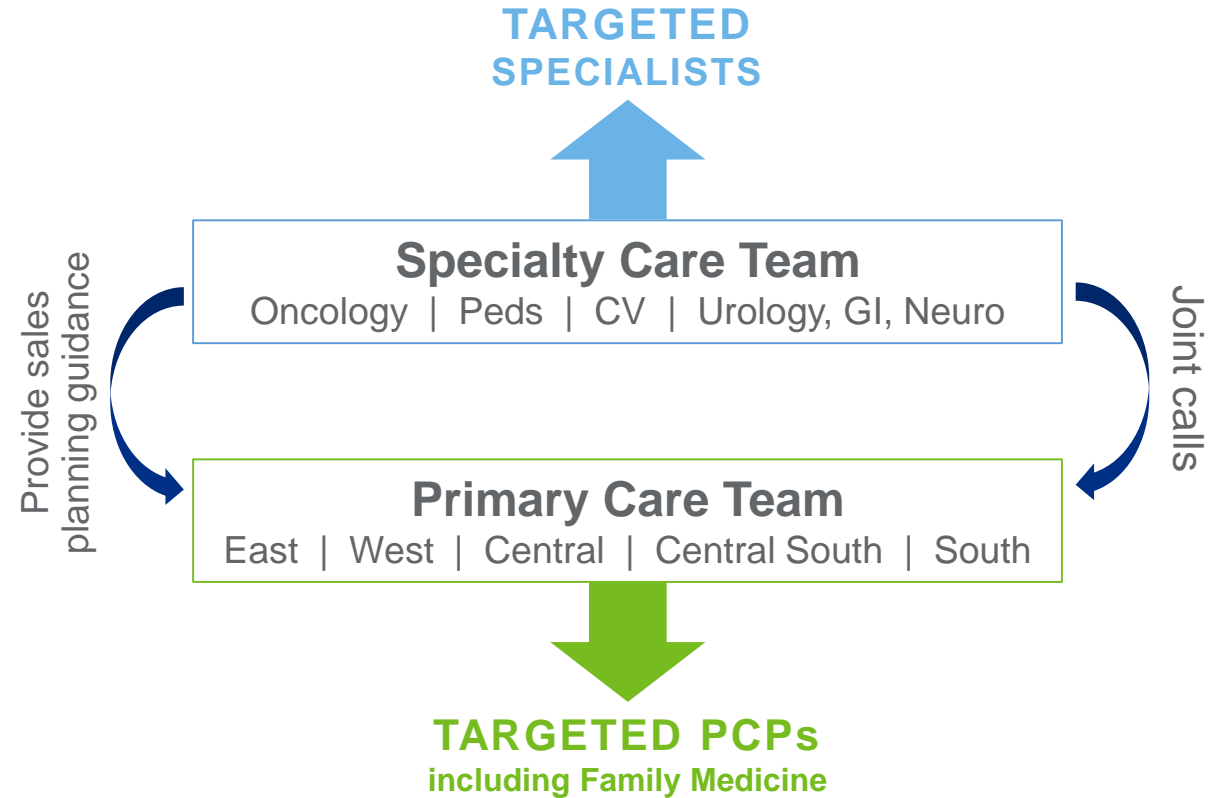 TARGETED
SPECIALISTS
Specialty Care Team
Oncology | Peds | CV | Urology, GI, Neuro
Provide sales
planning guidance
Joint calls
Primary Care Team
East | West | Central | Central South | South
TARGETED PCPs
including Family Medicine